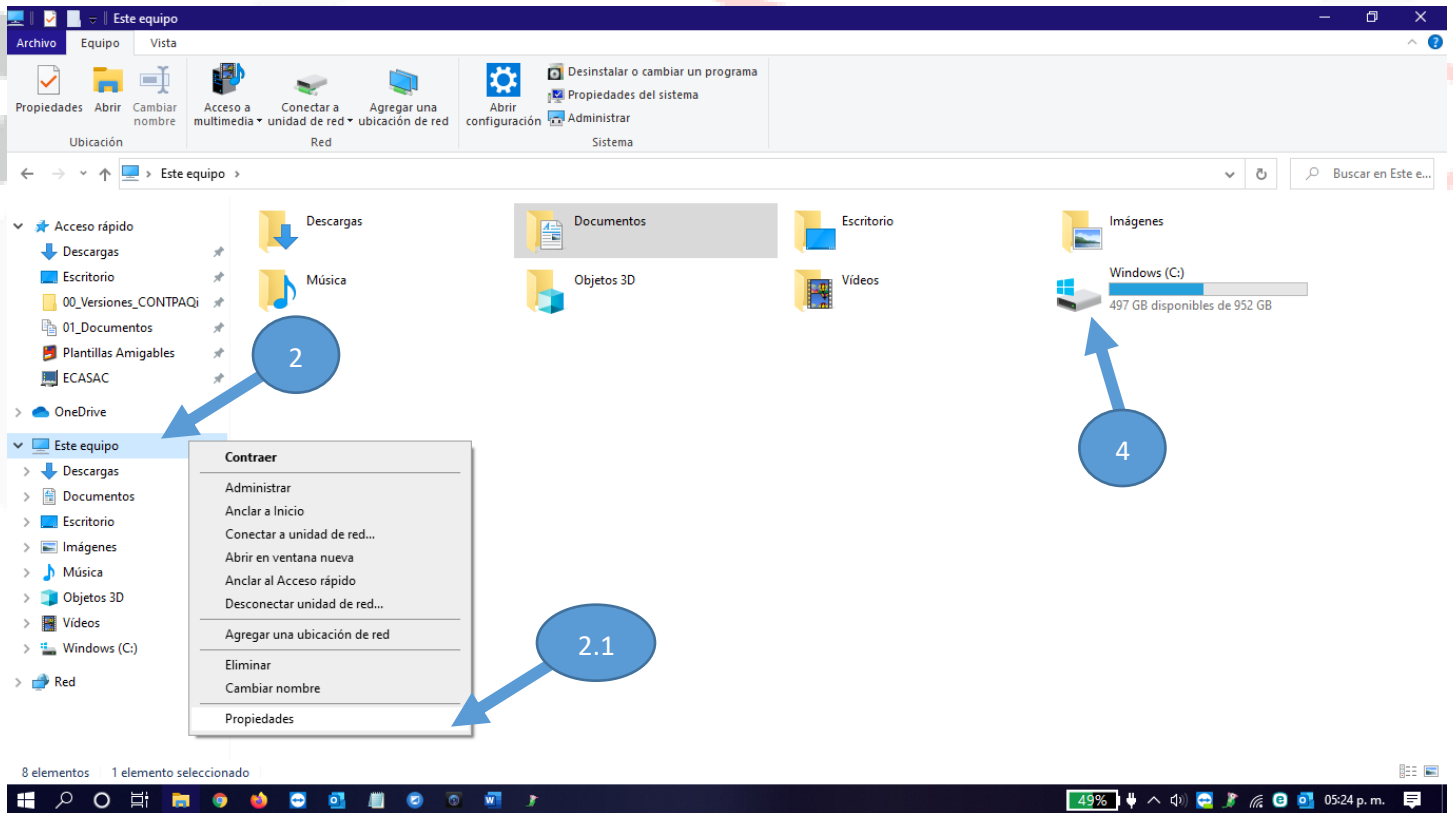 Este equipo
Archivo Equipo Vista
Propiedades Abrir Cambiar nombre
Acceso a multimedia Conectar a unidad de red Agregar una ubicación de red
Abrir configuración
Desinstalar o cambiar un programa
Propiedades del sistema
Administrar
Ubicación Red Sistema
Este equipo
Buscar en Este e...
Acceso rápido
Descargas
Escritorio
00_Versiones_CONTPAQi
01_Documentos
Plantillas Amigables
ECASAC
OneDrive
Este equipo
Descargas
Documentos
Escritorio
Imágenes
Música
Objetos 3D
Vídeos
Windows (C:)
Red
Descargas Documentos Escritorio Imágenes
Música Objetos 3D Vídeos Windows (C:)
497 GB disponibles de 952 GB
2
4
Contraer
Administrar
Anclar a Inicio
Conectar a unidad de red...
Abrir en ventana nueva
Anclar al Acceso rápido
Desconectar unidad de red...
Agregar una ubicación de red
Eliminar
Cambiar nombre
Propiedades
2.1
8 elementos 1 elemento seleccionado
49% 05:24 p. m.